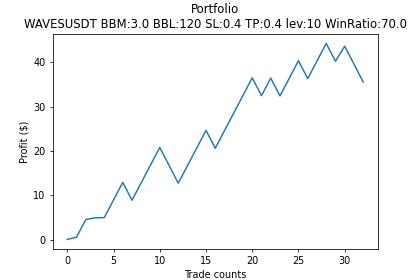 Portfolio
WAVESUSDT BBM:3.0 BBL:120 SL:0.4 TP:0.4 lev:10 WinRatio:70.0
Profit ($)
40
30
20
10
0
0 5 10 15 20 25 30
Trade counts